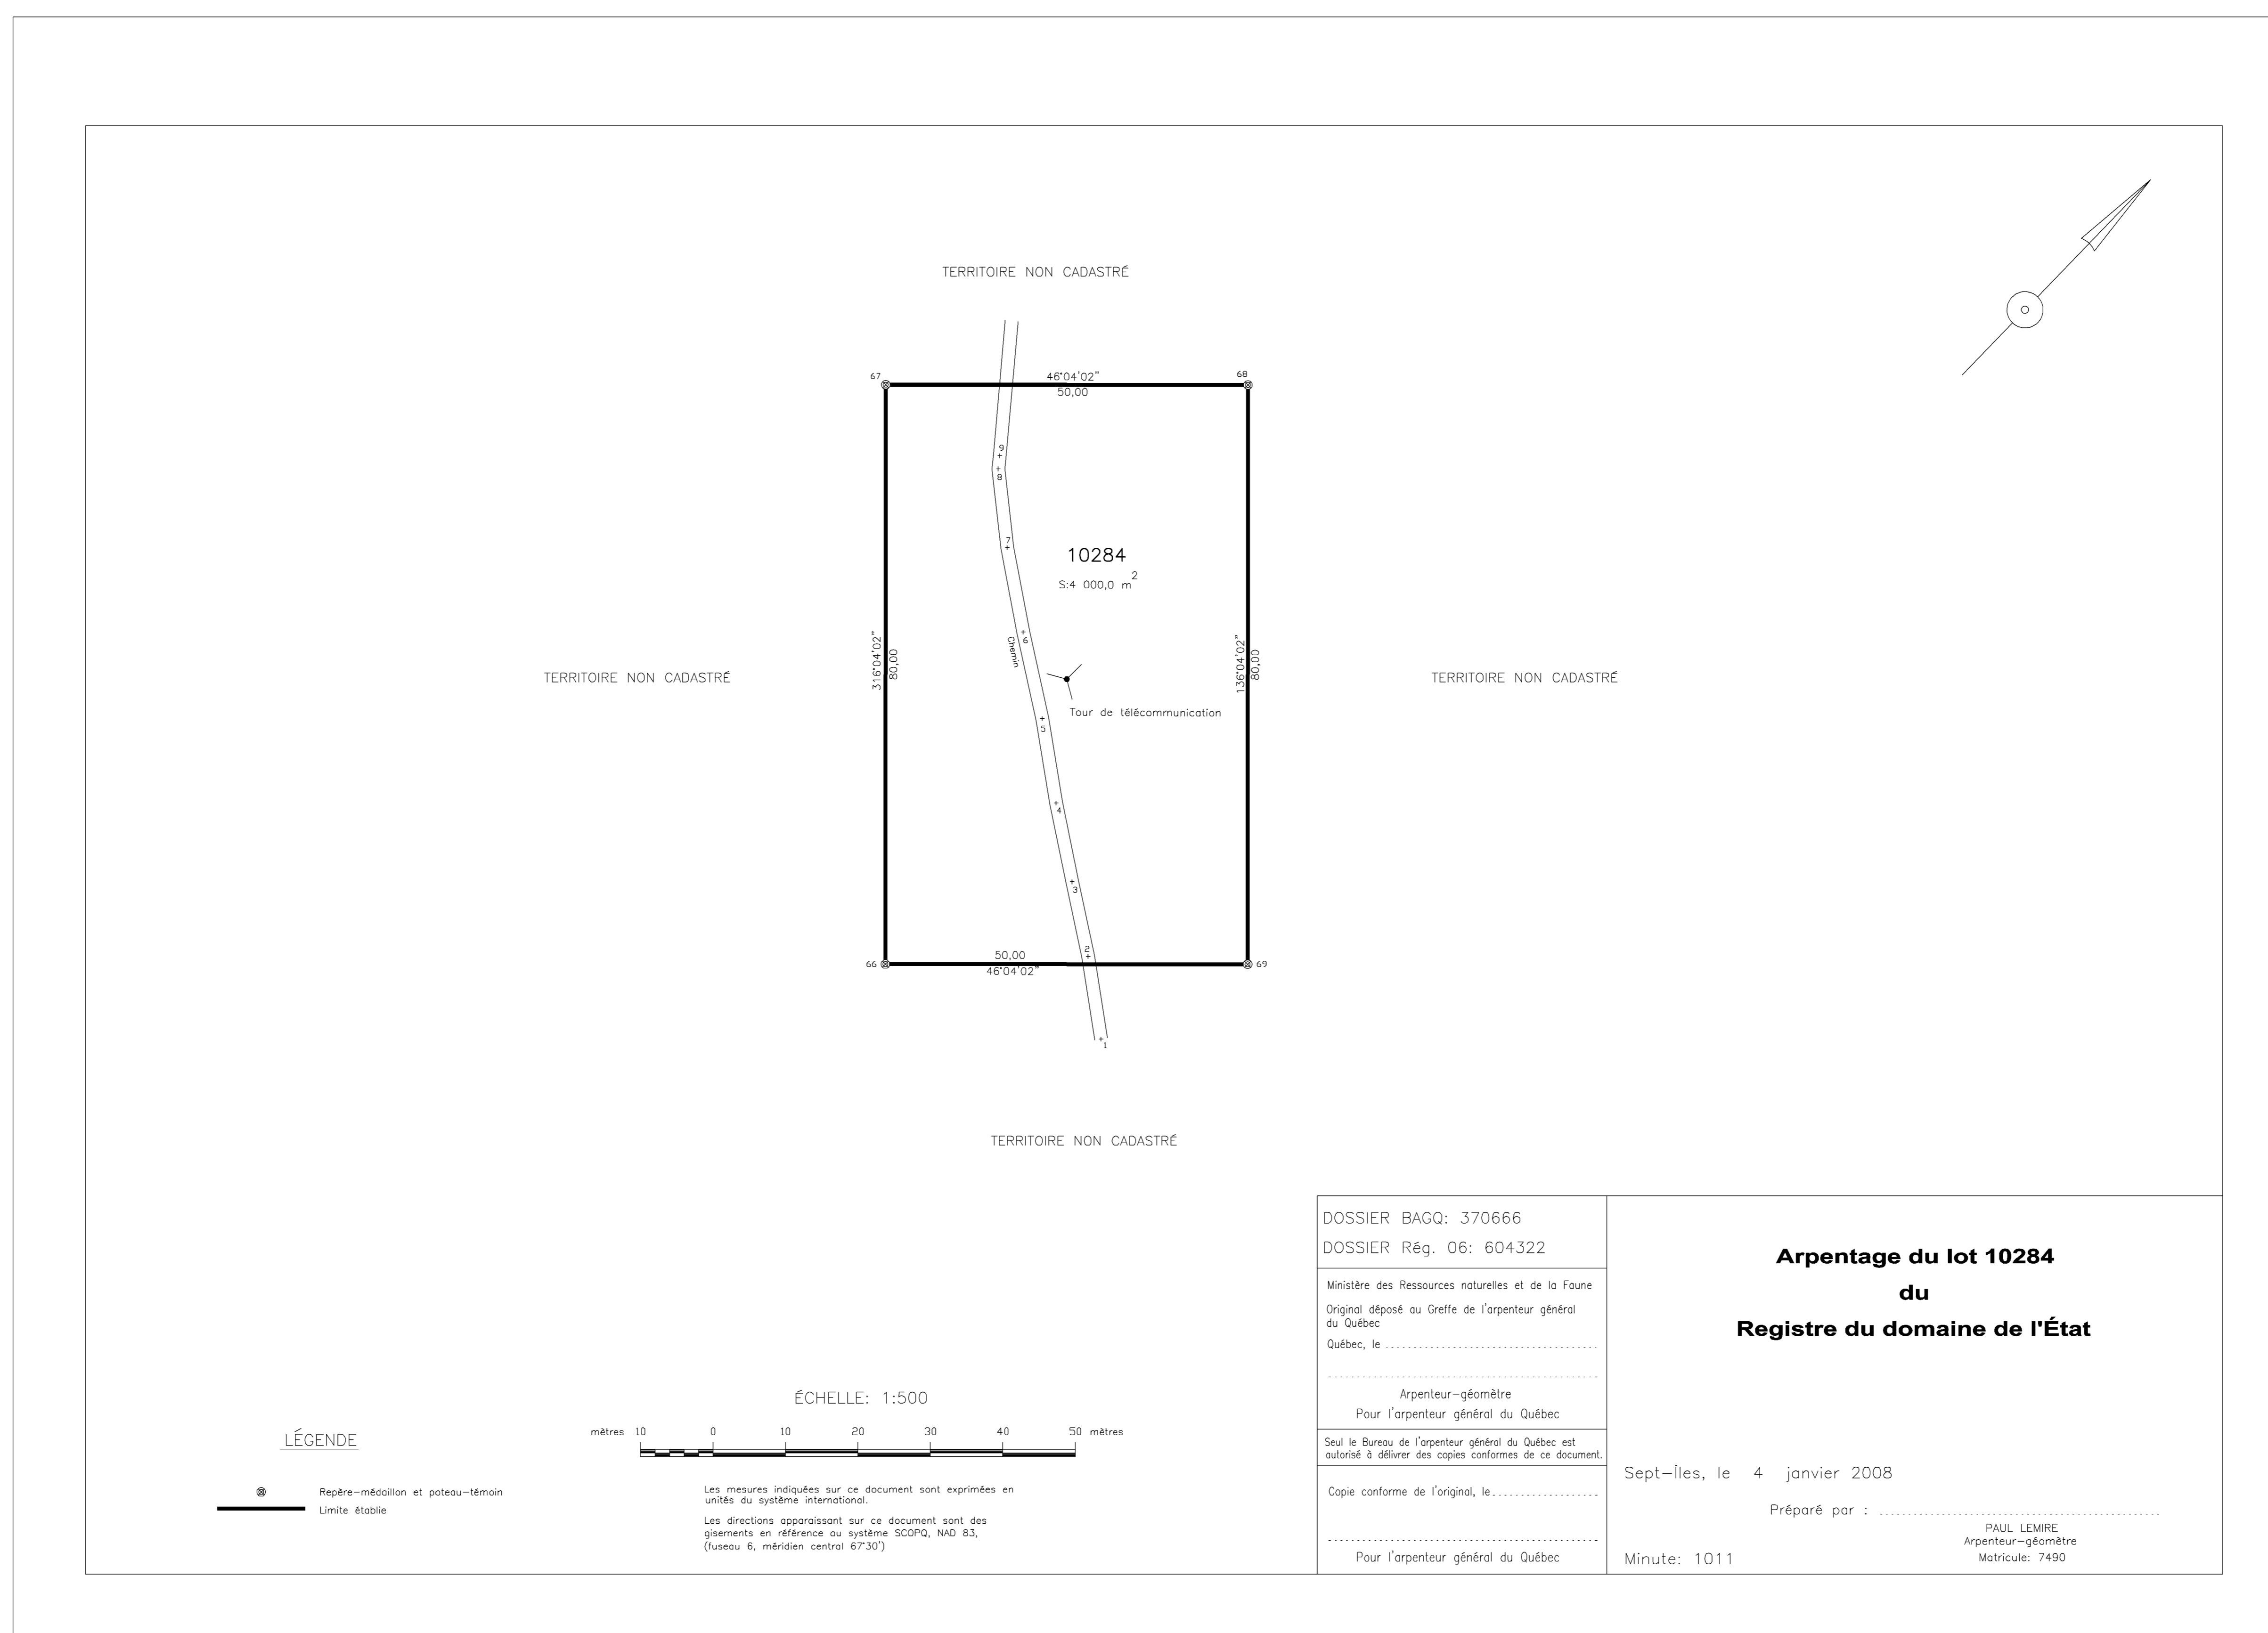 TERRITOIRE NON CADASTRÉ
67
46°04'02"
68
50,00
9
8
7
10284
S:4 000,0 m2
6
Chemin
316°04'02"
80,00
136°04'02"
80,00
TERRITOIRE NON CADASTRÉ
TERRITOIRE NON CADASTRÉ
Tour de télécommunication
5
4
3
2
50,00
66
46°04'02"
69
1
TERRITOIRE NON CADASTRÉ
DOSSIER BAGQ: 370666
DOSSIER Rég. 06: 604322
Ministère des Ressources naturelles et de la Faune
Original déposé au Greffe de l'arpenteur général
du Québec
Québec, le
Arpenteur-géomètre
Pour l'arpenteur général du Québec
Seul le Bureau de l'arpenteur général du Québec est
autorisé à délivrer des copies conformes de ce document.
Copie conforme de l'original, le
Pour l'arpenteur général du Québec
Arpentage du lot 10284
du
Registre du domaine de l'État
Sept-Îles, le 4 janvier 2008
Préparé par :
PAUL LEMIRE
Arpenteur-géomètre
Matricule: 7490
Minute: 1011
ÉCHELLE: 1:500
mètres 10 0 10 20 30 40 50 mètres
Les mesures indiquées sur ce document sont exprimées en
unités du système international.
Les directions apparaissant sur ce document sont des
gisements en référence au système SCOPQ, NAD 83,
(fuseau 6, méridien central 67°30')
LÉGENDE
Repère-médaillon et poteau-témoin
Limite établie